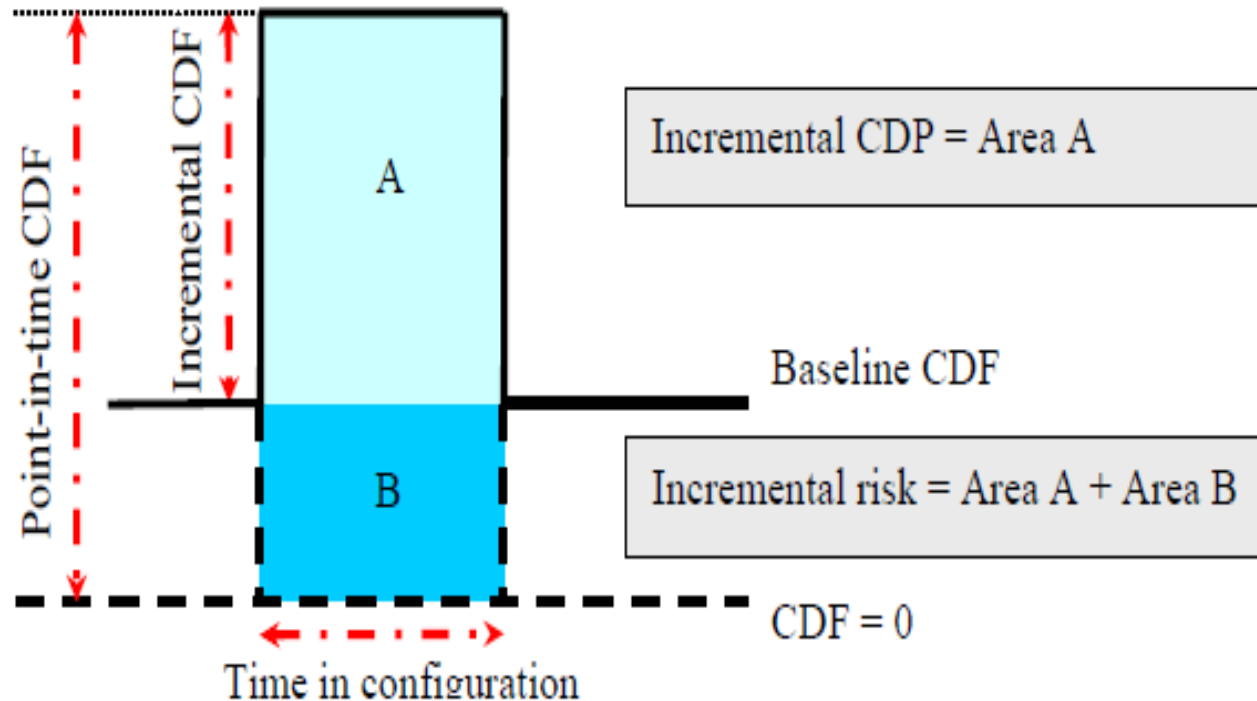 Point-in-time CDF
Incremental CDF
A
Incremental CDP = Area A
Baseline CDF
B
Incremental risk = Area A + Area B
CDF = 0
Time in configuration